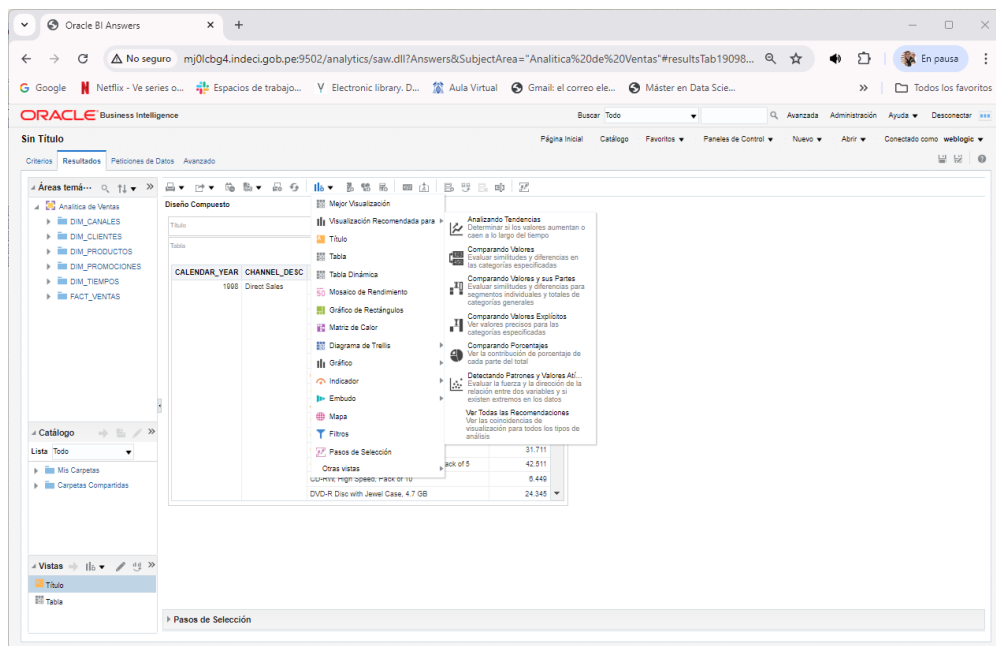 Oracle BI Answers
No seguro
mj0lcbg4.indeci.gob.pe:9502/analytics/saw.dll?Answers&SubjectArea="Analitica%20de%20Ventas"#resultsTab19098...
En pausa
Google
Netflix - Ve series o...
Espacios de trabajo...
Electronic library. D...
Aula Virtual
Gmail: el correo ele...
Máster en Data Scie...
Todos los favoritos
ORACLE Business Intelligence
Buscar Todo
Avanzada Administración Ayuda Desconectar
Sin Título
Página Inicial Catálogo Favoritos Paneles de Control Nuevo Abrir Conectado como weblogic
Criterios Resultados Peticiones de Datos Avanzado
Áreas temá...
Analitica de Ventas
DIM_CANALES
DIM_CLIENTES
DIM_PRODUCTOS
DIM_PROMOCIONES
DIM_TIEMPOS
FACT_VENTAS
Catálogo
Lista Todo
Mis Carpetas
Carpetas Compartidas
Vistas
Título
Tabla
Diseño Compuesto
Título
Tabla
CALENDAR_YEAR CHANNEL_DESC
1998 Direct Sales
Mejor Visualización
Visualización Recomendada para
Título
Tabla
Tabla Dinámica
Mosaico de Rendimiento
Gráfico de Rectángulos
Matriz de Calor
Diagrama de Trellis
Gráfico
Indicador
Embudo
Mapa
Filtros
Pasos de Selección
Otras vistas
Analizando Tendencias
Determinar si los valores aumentan o
caen a lo largo del tiempo
Comparando Valores
Evaluar similitudes y diferencias en
las categorías especificadas
Comparando Valores y sus Partes
Evaluar similitudes y diferencias para
segmentos individuales y totales de
categorías generales
Comparando Valores Explícitos
Ver valores precisos para las
categorías especificadas
Comparando Porcentajes
Ver la contribución de porcentaje de
cada parte del total
Detectando Patrones y Valores Atí...
Evaluar la fuerza y la dirección de la
relación entre dos variables y si
existen extremos en los datos
Ver Todas las Recomendaciones
Ver las coincidencias de
visualización para todos los tipos de
análisis
31.711
ack of 5 42.511
CD-RW, High Speed, Pack of 10 6.449
DVD-R Disc with Jewel Case, 4.7 GB 24.345
Pasos de Selección